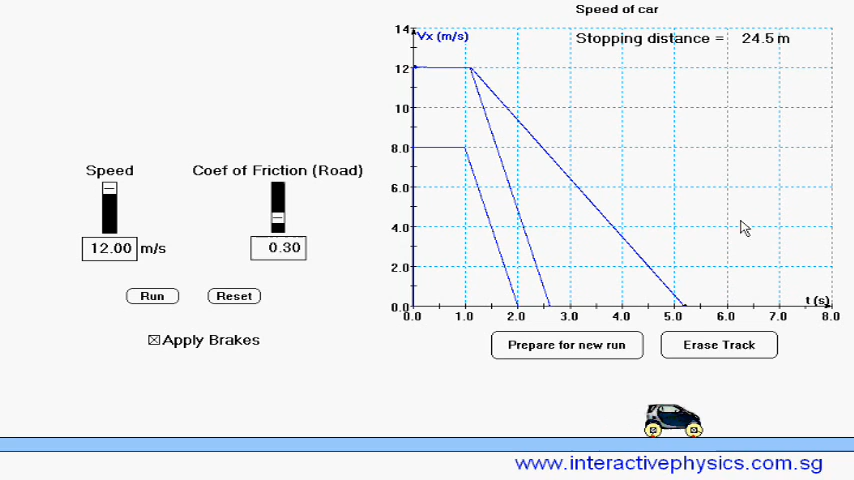 Speed of car
14
Vx (m/s)
Stopping distance = 24.5 m
12
10
8.0
6.0
4.0
2.0
0.0
t (s)
0.0 1.0 2.0 3.0 4.0 5.0 6.0 7.0 8.0
Speed
Coef of Friction (Road)
12.00 m/s
0.30
Run
Reset
Apply Brakes
Prepare for new run
Erase Track
www.interactivephysics.com.sg